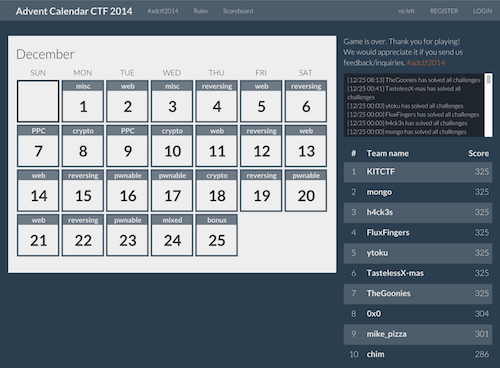 Advent Calendar CTF 2014 #adctf2014 Rules Scoreboard no left REGISTER LOGIN
December
SUN MON TUE WED THU FRI SAT
misc web misc reversing web reversing
1 2 3 4 5 6
PPC crypto PPC crypto web reversing web
7 8 9 10 11 12 13
web reversing pwnable pwnable crypto reversing pwnable
14 15 16 17 18 19 20
web reversing pwnable mixed bonus
21 22 23 24 25
Game is over. Thank you for playing!
We would appreciate it if you send us
feedback/inquiries. #adctf2014
[12/25 08:13] TheGoonies has solved all challenges
[12/25 00:41] TastelessX-mas has solved all
challenges
[12/25 00:00] ytoku has solved all challenges
[12/25 00:00] FluxFingers has solved all challenges
[12/25 00:00] h4ck3s has solved all challenges
[12/25 00:00] mongo has solved all challenges
# Team name Score
1 KITCTF 325
2 mongo 325
3 h4ck3s 325
4 FluxFingers 325
5 ytoku 325
6 TastelessX-mas 325
7 TheGoonies 325
8 0x0 304
9 mike_pizza 301
10 chim 286